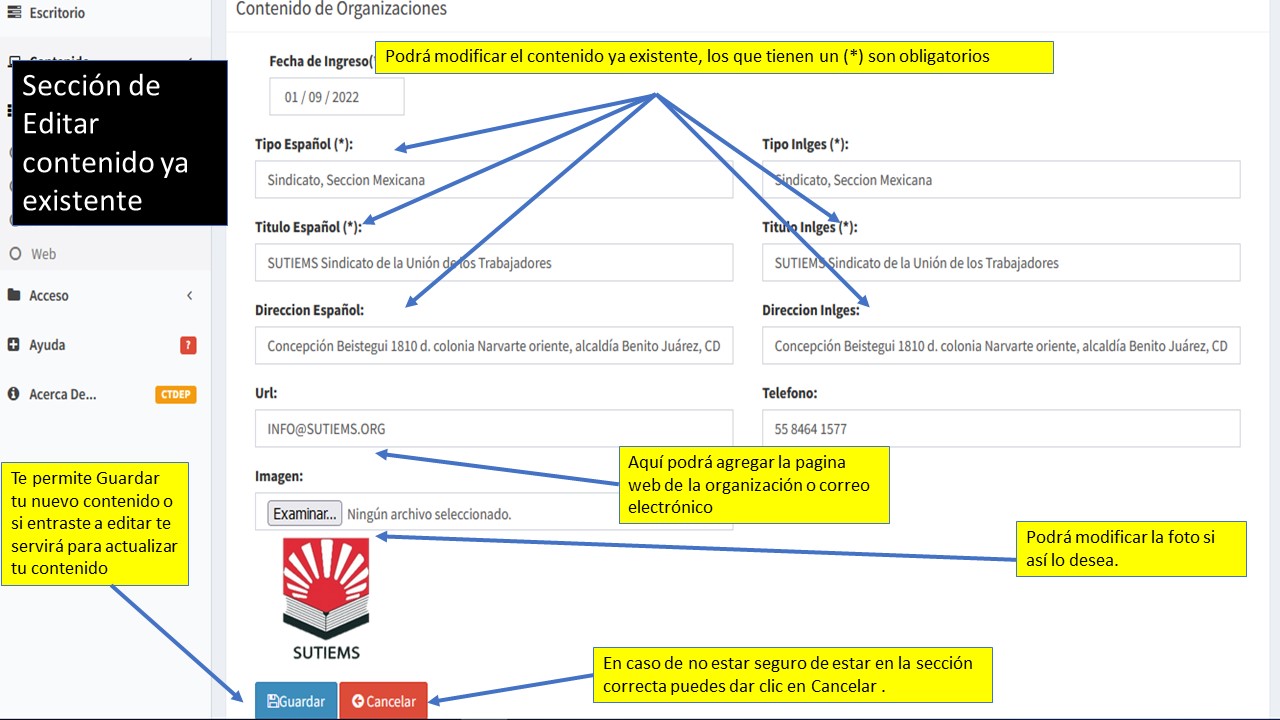 Escritorio
Contenido de Organizaciones
Podrá modificar el contenido ya existente, los que tienen un (*) son obligatorios
Fecha de Ingreso(*
01 / 09 / 2022
Sección de
Editar
contenido ya
existente
Tipo Español (*):
Tipo Inlges (*):
Sindicato, Seccion Mexicana
Sindicato, Seccion Mexicana
Titulo Español (*):
Titulo Inlges (*):
Web
SUTIEMS Sindicato de la Unión de los Trabajadores
SUTIEMS Sindicato de la Unión de los Trabajadores
Acceso
Direccion Español:
Direccion Inlges:
Ayuda
?
Concepción Beistegui 1810 d. colonia Narvarte oriente, alcaldía Benito Juárez, CD
Concepción Beistegui 1810 d. colonia Narvarte oriente, alcaldía Benito Juárez, CD
Acerca De...
CTDEP
Url:
Telefono:
INFO@SUTIEMS.ORG
55 8464 1577
Te permite Guardar
tu nuevo contenido o
si entraste a editar te
servirá para actualizar
tu contenido
Imagen:
Aquí podrá agregar la pagina
web de la organización o correo
electrónico
Examinar... Ningún archivo seleccionado.
Podrá modificar la foto si
así lo desea.
SUTIEMS
En caso de no estar seguro de estar en la sección
correcta puedes dar clic en Cancelar .
Guardar
Cancelar